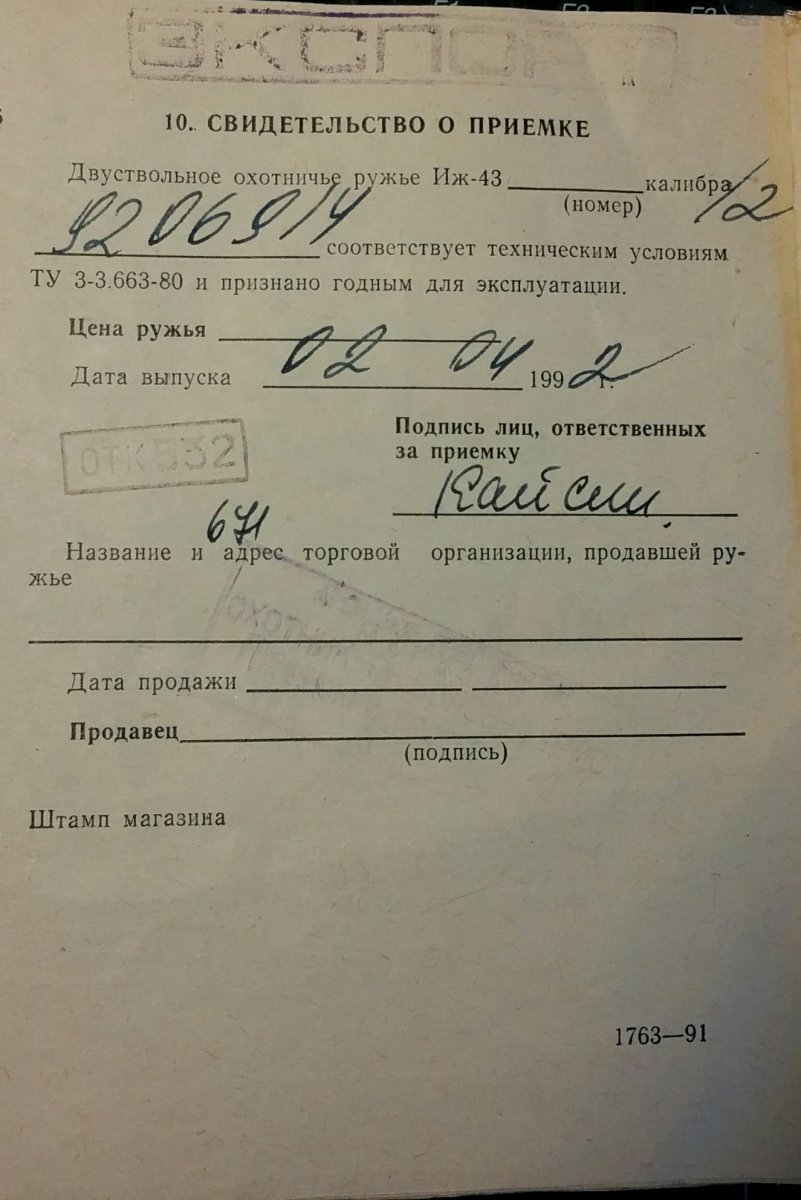 ЭКСПОРТ
10. СВИДЕТЕЛЬСТВО О ПРИЕМКЕ
Двуствольное охотничье ружье Иж-43 калибра 12
(номер)
9206914 соответствует техническим условиям
ТУ 3-3.663-80 и признано годным для эксплуатации.
Цена ружья
Дата выпуска 02 04 1992 г.
Подпись лиц, ответственных
за приемку
ОТК 332
Кайсин
671
Название и адрес торговой организации, продавшей ру-
жье
Дата продажи
Продавец
(подпись)
Штамп магазина
1763—91